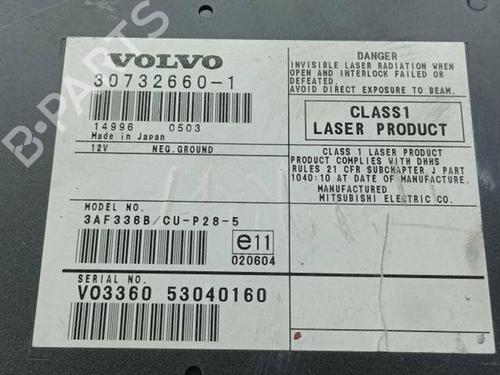 VOLVO
30732660-1
14996 0503
Made in Japan
12V NEG.GROUND
MODEL NO.
3AF336B/CU-P28-5
e11
020604
SERIAL NO.
VO3360 53040160
DANGER
INVISIBLE LASER RADIATION WHEN
OPEN AND INTERLOCK FAILED OR
DEFEATED.
AVOID DIRECT EXPOSURE TO BEAM.
CLASS1
LASER PRODUCT
CLASS 1 LASER PRODUCT
PRODUCT COMPLIES WITH DHHS
RULES 21 CFR SUBCHAPTER J PART
1040:10 AT DATE OF MANUFACTURE.
MANUFACTURED
MITSUBISHI ELECTRIC CO.
B-PARTS